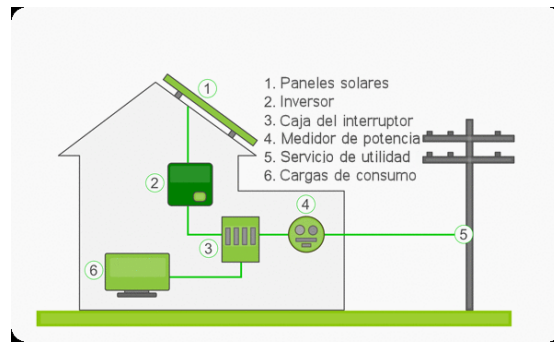 1. Paneles solares
2. Inversor
3. Caja del interruptor
4. Medidor de potencia
5. Servicio de utilidad
6. Cargas de consumo
1
2
3
4
5
6